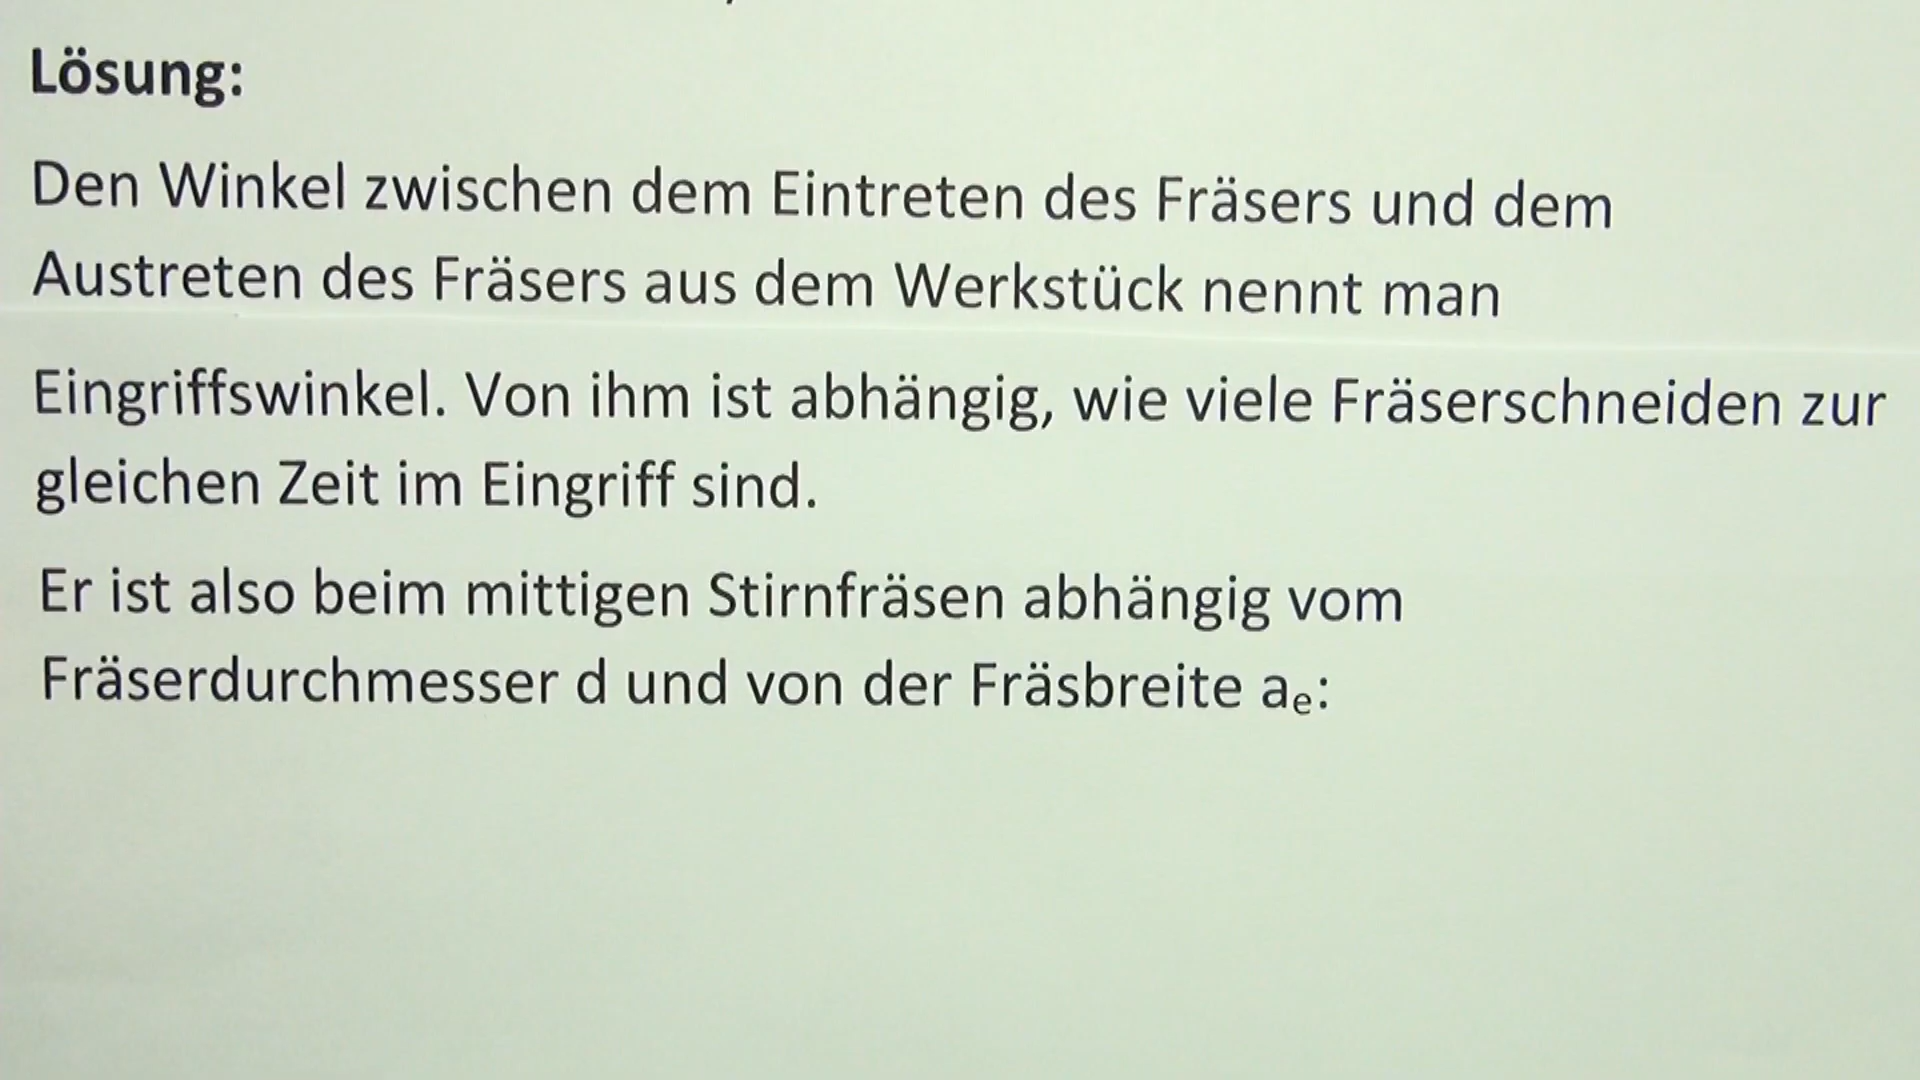 Lösung:
Den Winkel zwischen dem Eintreten des Fräsers und dem
Austreten des Fräsers aus dem Werkstück nennt man
Eingriffswinkel. Von ihm ist abhängig, wie viele Fräserschneiden zur
gleichen Zeit im Eingriff sind.
Er ist also beim mittigen Stirnfräsen abhängig vom
Fräserdurchmesser d und von der Fräsbreite aₑ: